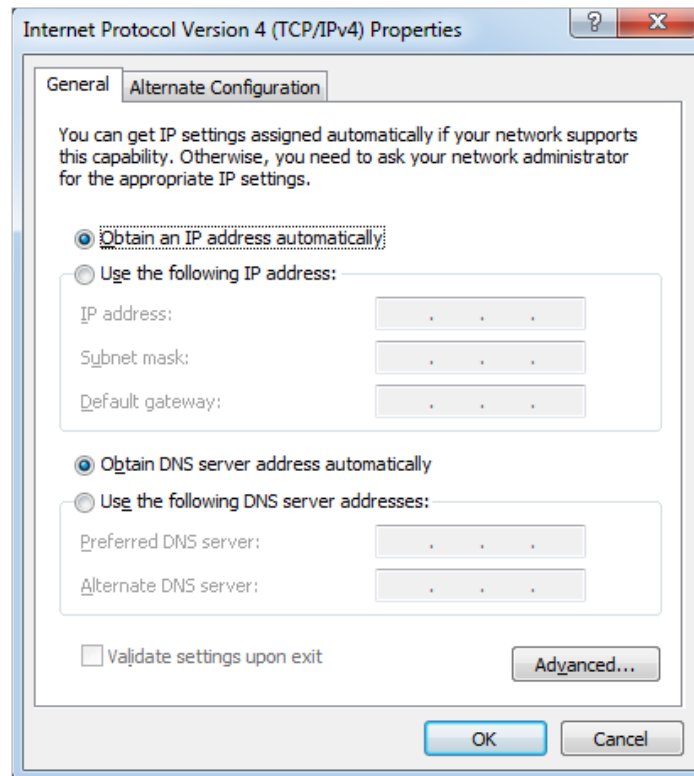 Internet Protocol Version 4 (TCP/IPv4) Properties
? X
General
Alternate Configuration
You can get IP settings assigned automatically if your network supports
this capability. Otherwise, you need to ask your network administrator
for the appropriate IP settings.
Obtain an IP address automatically
Use the following IP address:
IP address: . . .
Subnet mask: . . .
Default gateway: . . .
Obtain DNS server address automatically
Use the following DNS server addresses:
Preferred DNS server: . . .
Alternate DNS server: . . .
Validate settings upon exit
Advanced...
OK
Cancel